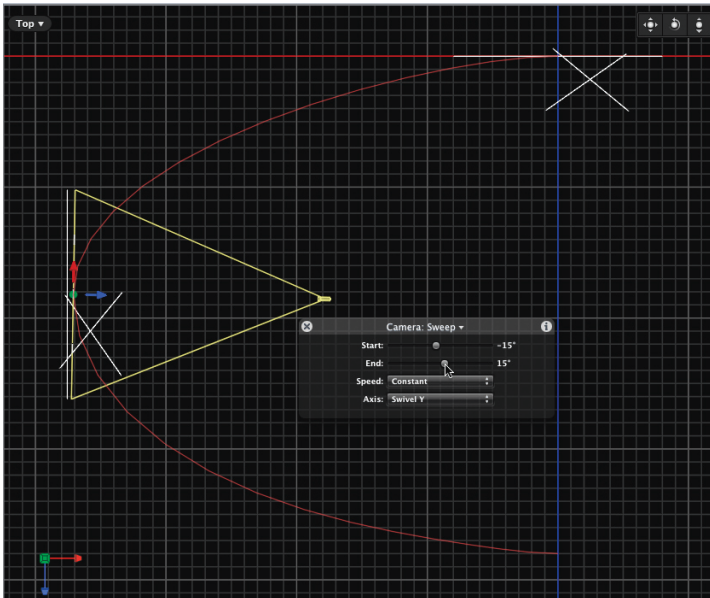 Top ▾
Camera: Sweep ▾
Start: -15°
End: 15°
Speed: Constant
Axis: Swivel Y